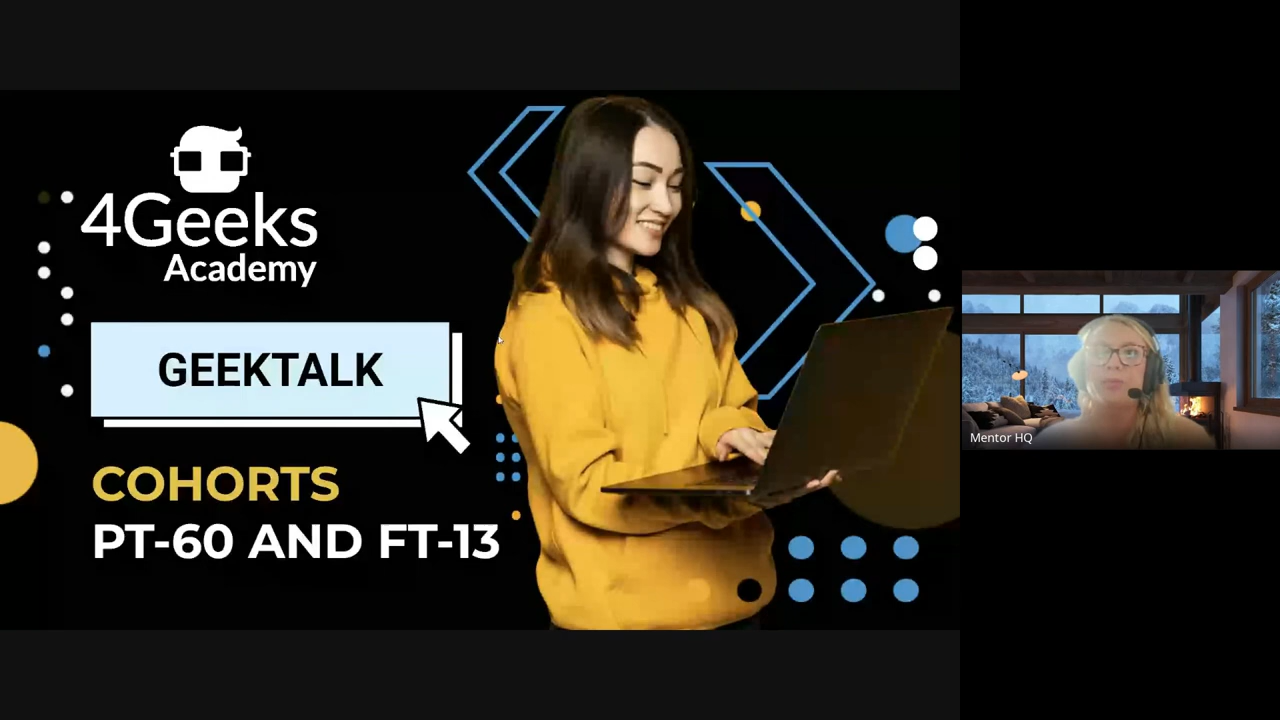 4Geeks
Academy
GEEKTALK
COHORTS
PT-60 AND FT-13
Mentor HQ